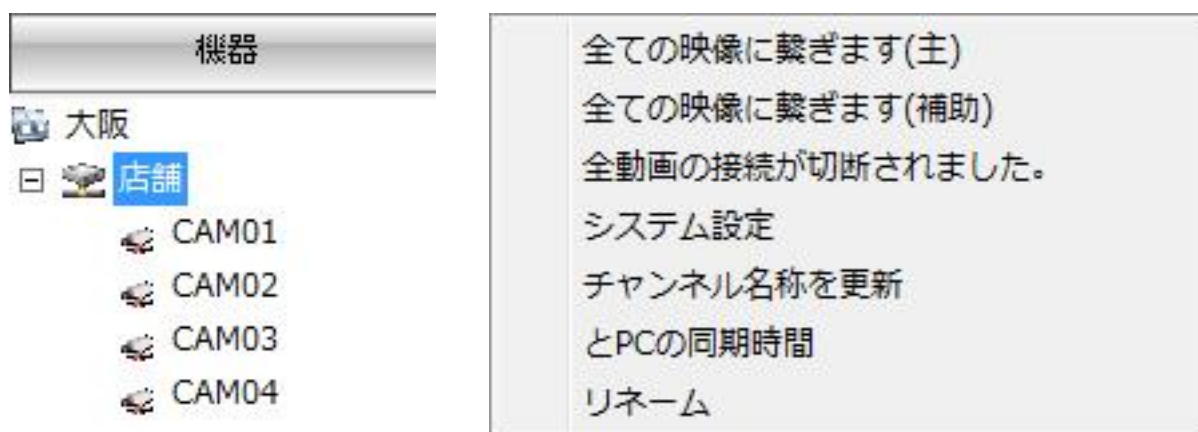 機器
大阪
店舗
CAM01
CAM02
CAM03
CAM04
全ての映像に繋ぎます(主)
全ての映像に繋ぎます(補助)
全動画の接続が切断されました。
システム設定
チャンネル名称を更新
とPCの同期時間
リネーム